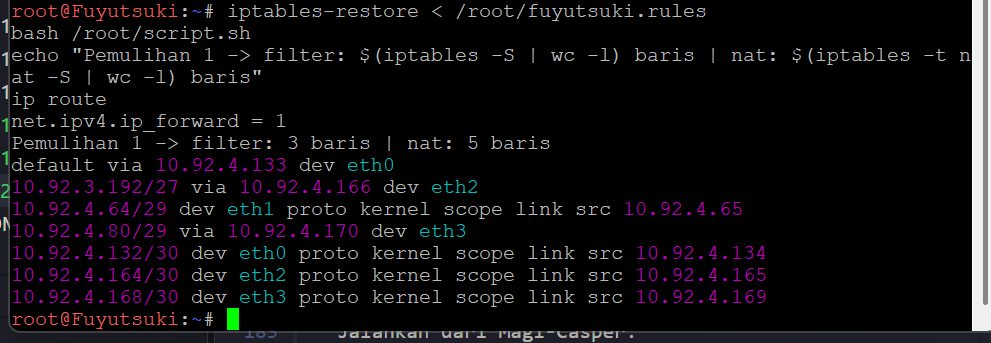 root@Fuyutsuki:~# iptables-restore < /root/fuyutsuki.rules
bash /root/script.sh
echo "Pemulihan 1 -> filter: $(iptables -S | wc -l) baris | nat: $(iptables -t n
at -S | wc -l) baris"
ip route
net.ipv4.ip_forward = 1
Pemulihan 1 -> filter: 3 baris | nat: 5 baris
default via 10.92.4.133 dev eth0
10.92.3.192/27 via 10.92.4.166 dev eth2
10.92.4.64/29 dev eth1 proto kernel scope link src 10.92.4.65
10.92.4.80/29 via 10.92.4.170 dev eth3
10.92.4.132/30 dev eth0 proto kernel scope link src 10.92.4.134
10.92.4.164/30 dev eth2 proto kernel scope link src 10.92.4.165
10.92.4.168/30 dev eth3 proto kernel scope link src 10.92.4.169
root@Fuyutsuki:~#
Jalankan dari Magi-Casper: